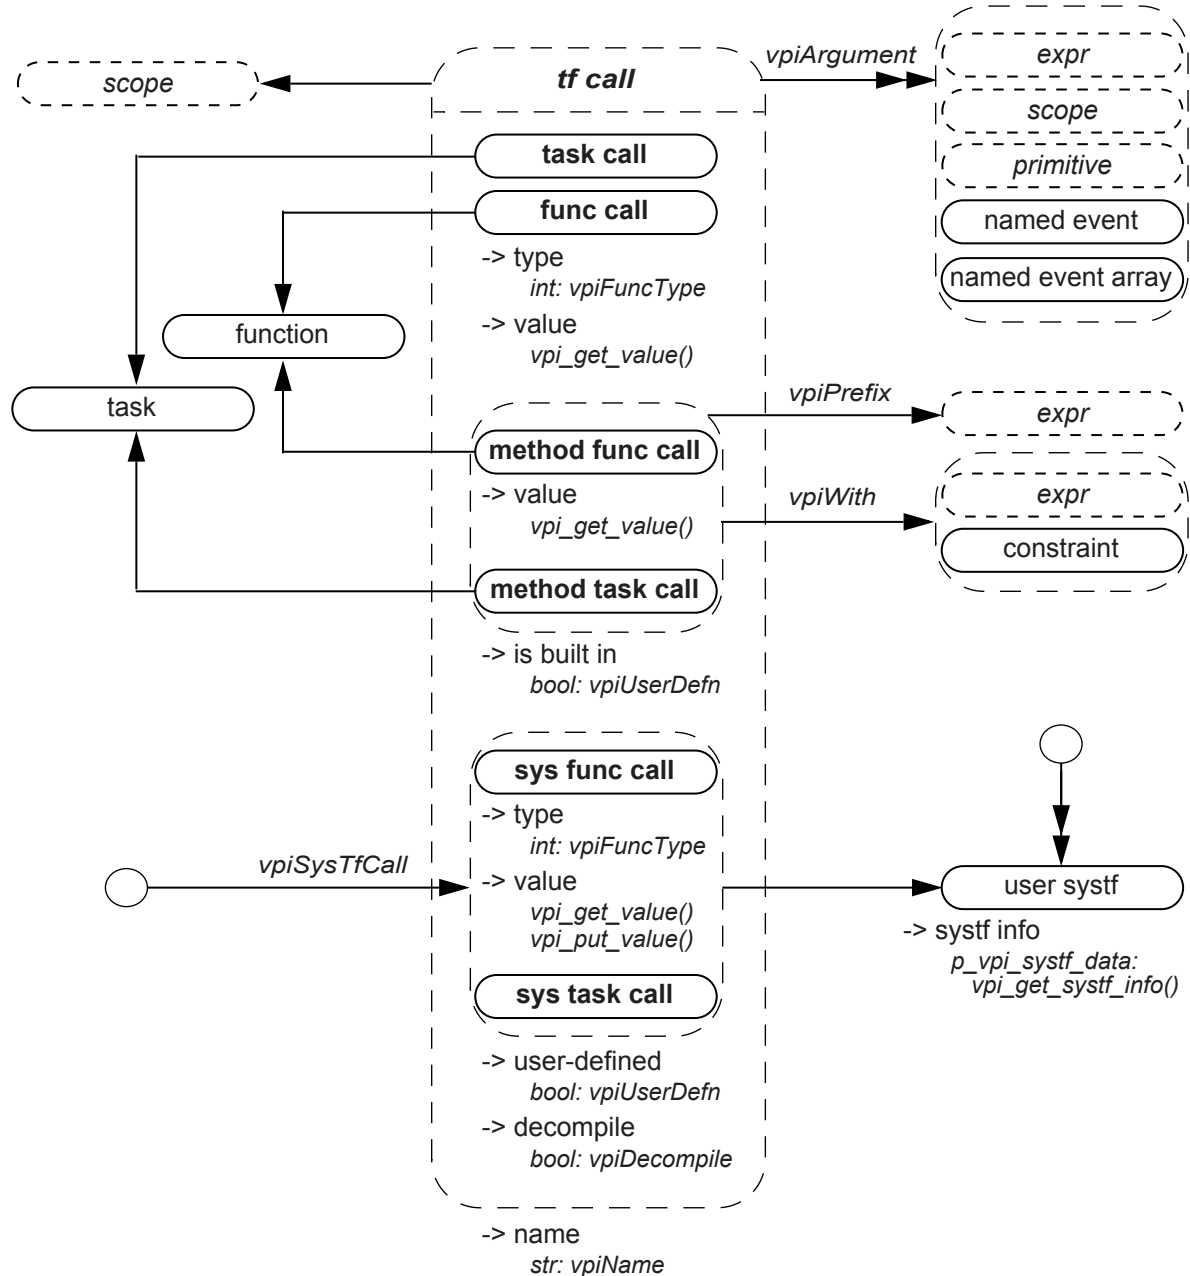 scope
tf call
vpiArgument
expr
scope
primitive
named event
named event array
task call
func call
-> type
int: vpiFuncType
-> value
vpi_get_value()
function
task
method func call
-> value
vpi_get_value()
method task call
vpiPrefix
expr
vpiWith
expr
constraint
-> is built in
bool: vpiUserDefn
sys func call
-> type
int: vpiFuncType
-> value
vpi_get_value()
vpi_put_value()
sys task call
vpiSysTfCall
user systf
-> systf info
p_vpi_systf_data:
vpi_get_systf_info()
-> user-defined
bool: vpiUserDefn
-> decompile
bool: vpiDecompile
-> name
str: vpiName